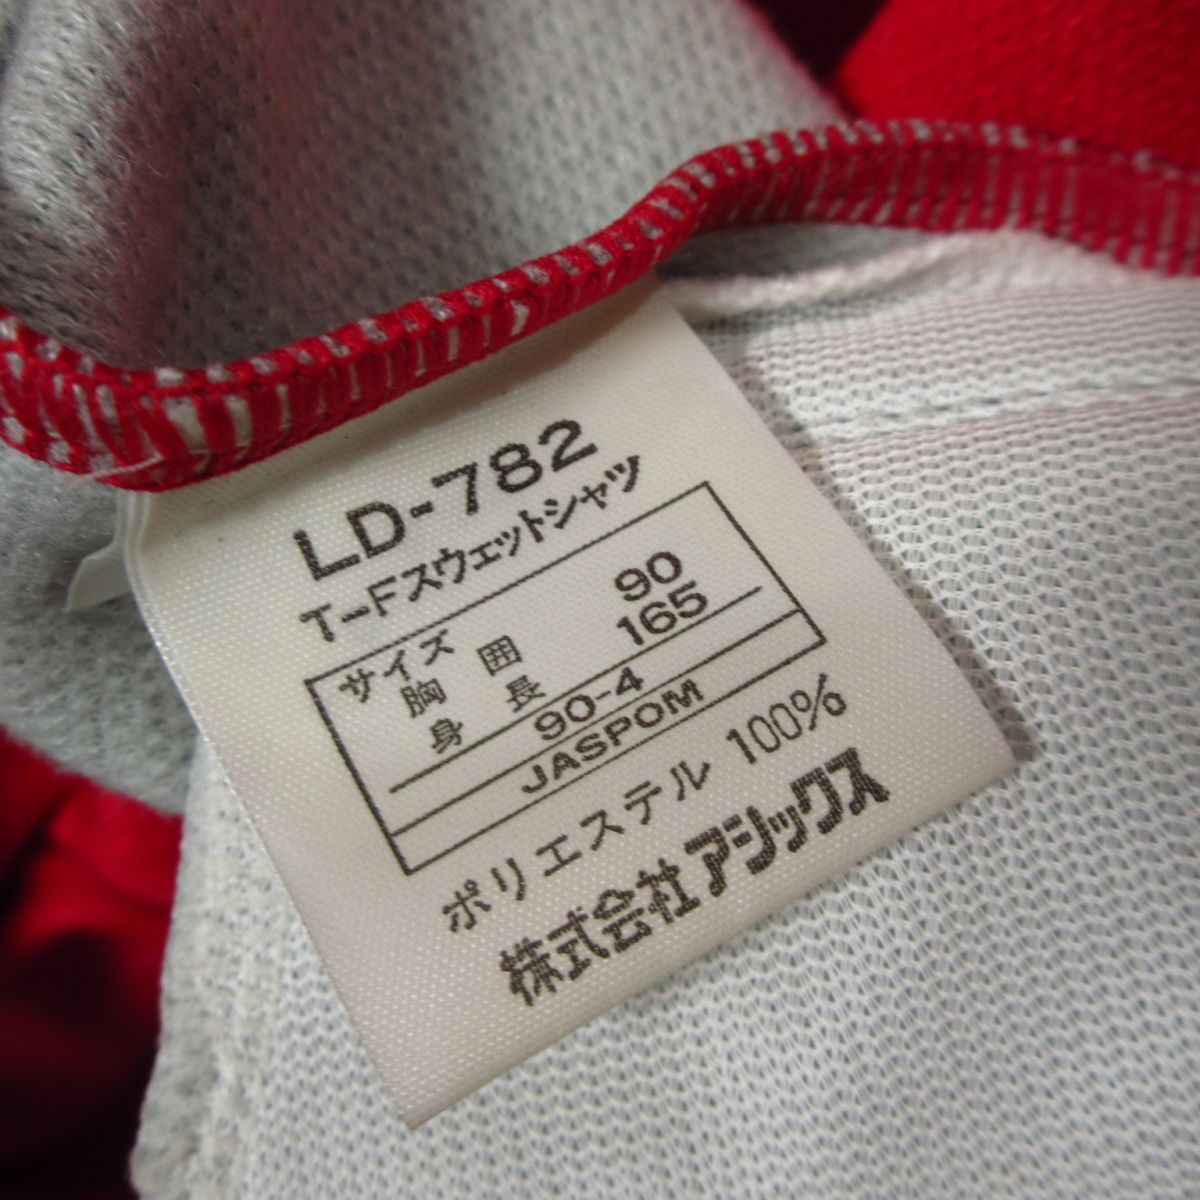 LD-782
T-Fスウェットシャツ
サイズ
胸囲 90
身長 165
90-4
JASPOM
ポリエステル 100%
株式会社アシックス